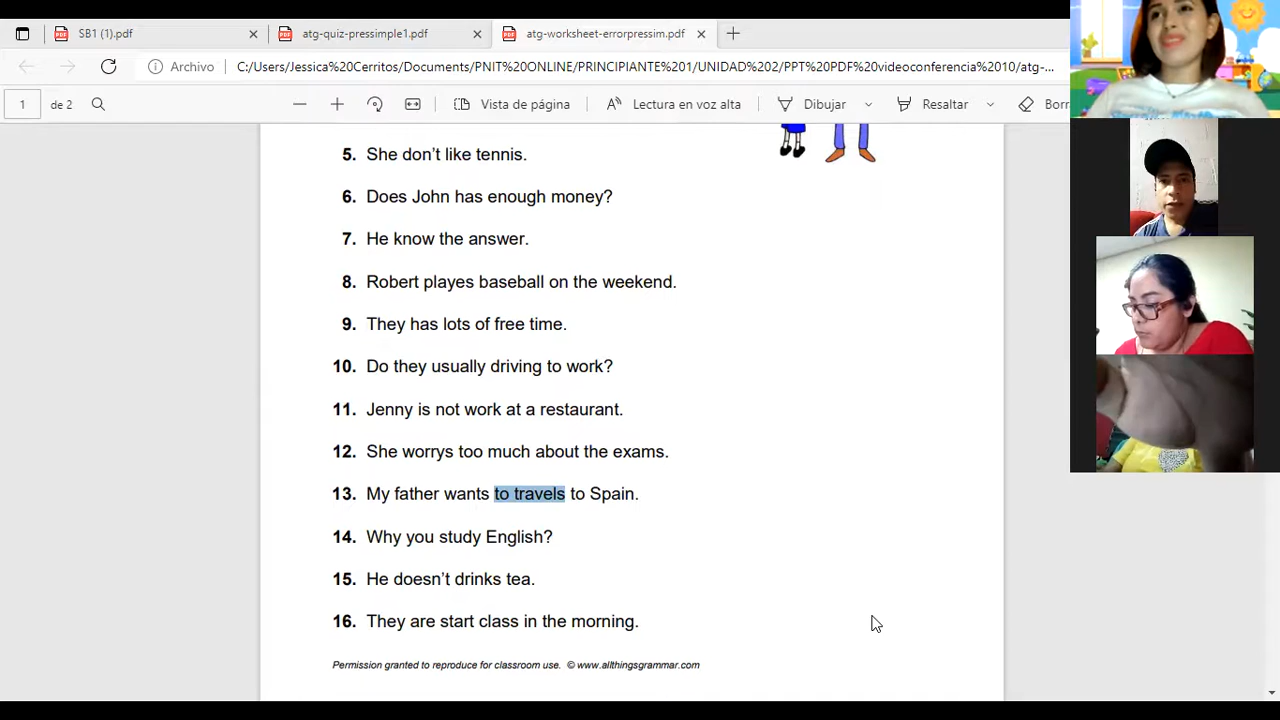 SB1 (1).pdf
atg-quiz-pressimple1.pdf
atg-worksheet-errorpressim.pdf
Archivo
C:/Users/Jessica%20Cerritos/Documents/PNIT%20ONLINE/PRINCIPIANTE%201/UNIDAD%202/PPT%20PDF%20videoconferencia%2010/atg-...
1
de 2
Vista de página
Lectura en voz alta
Dibujar
Resaltar
Borr
5. She don't like tennis.
6. Does John has enough money?
7. He know the answer.
8. Robert playes baseball on the weekend.
9. They has lots of free time.
10. Do they usually driving to work?
11. Jenny is not work at a restaurant.
12. She worrys too much about the exams.
13. My father wants to travels to Spain.
14. Why you study English?
15. He doesn't drinks tea.
16. They are start class in the morning.
Permission granted to reproduce for classroom use. © www.allthingsgrammar.com